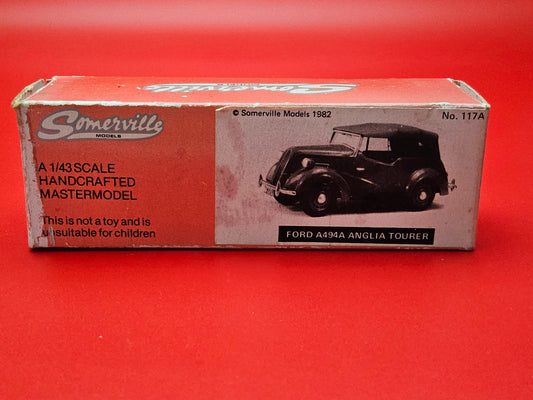 Somerville
Somerville
MODELS
A 1/43 SCALE
HANDCRAFTED
MASTERMODEL
This is not a toy and is
unsuitable for children
© Somerville Models 1982
No. 117A
FORD A494A ANGLIA TOURER